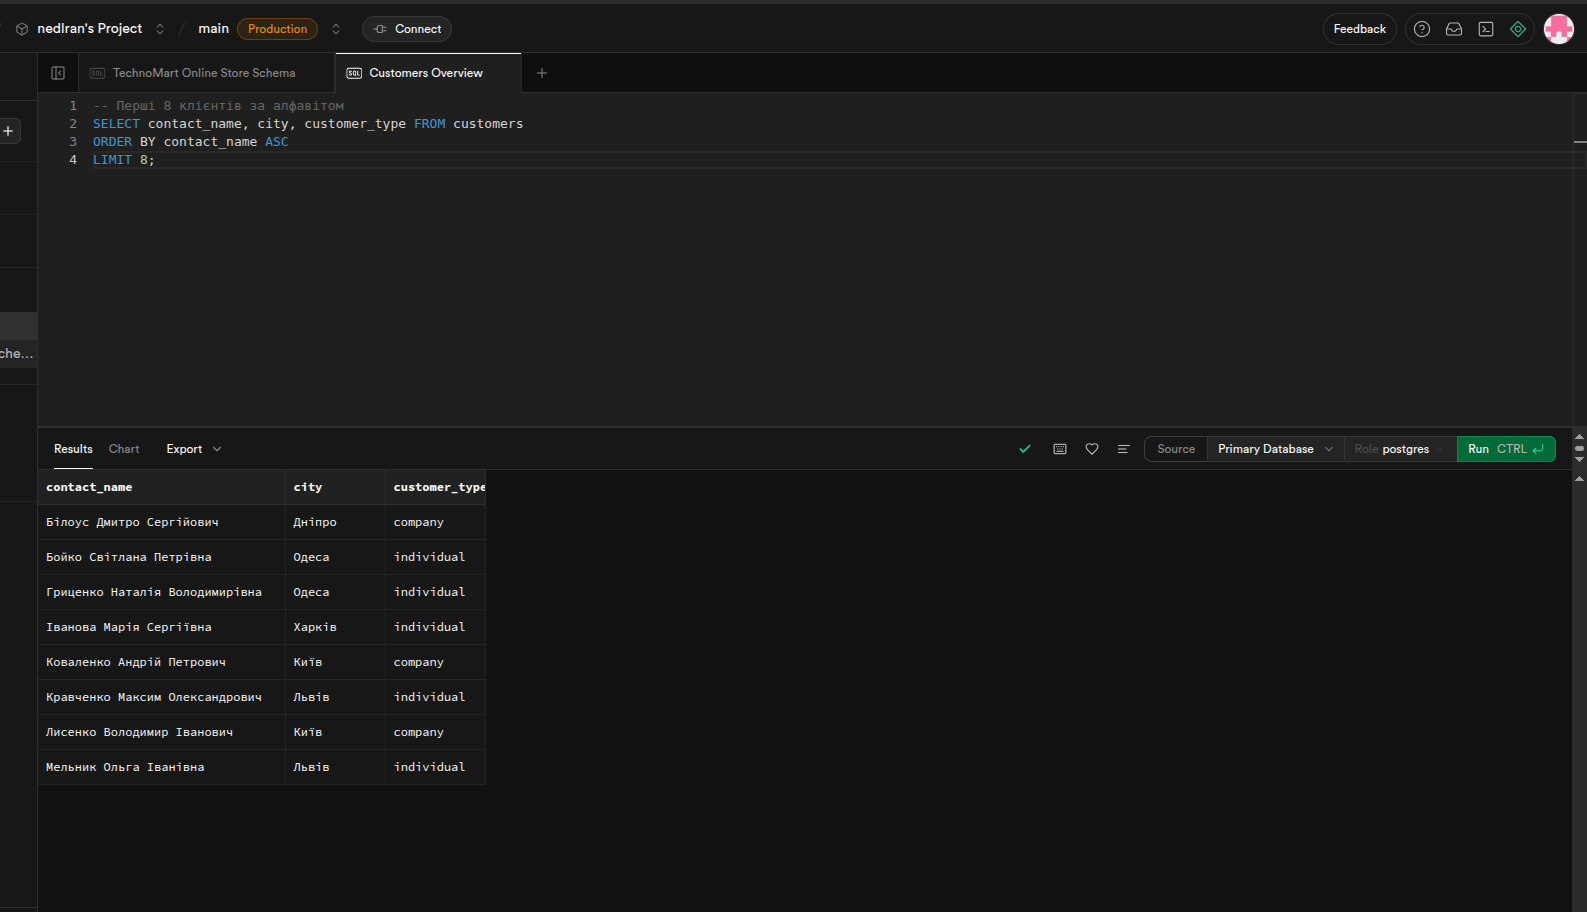 nedIran's Project / main Production Connect Feedback
SQL TechnoMart Online Store Schema SQL Customers Overview
1 -- Перші 8 клієнтів за алфавітом
2 SELECT contact_name, city, customer_type FROM customers
3 ORDER BY contact_name ASC
4 LIMIT 8;
che...
Results Chart Export Source Primary Database Role postgres Run CTRL
contact_name city customer_type
Білоус Дмитро Сергійович Дніпро company
Бойко Світлана Петрівна Одеса individual
Гриценко Наталія Володимирівна Одеса individual
Іванова Марія Сергіївна Харків individual
Коваленко Андрій Петрович Київ company
Кравченко Максим Олександрович Львів individual
Лисенко Володимир Іванович Київ company
Мельник Ольга Іванівна Львів individual